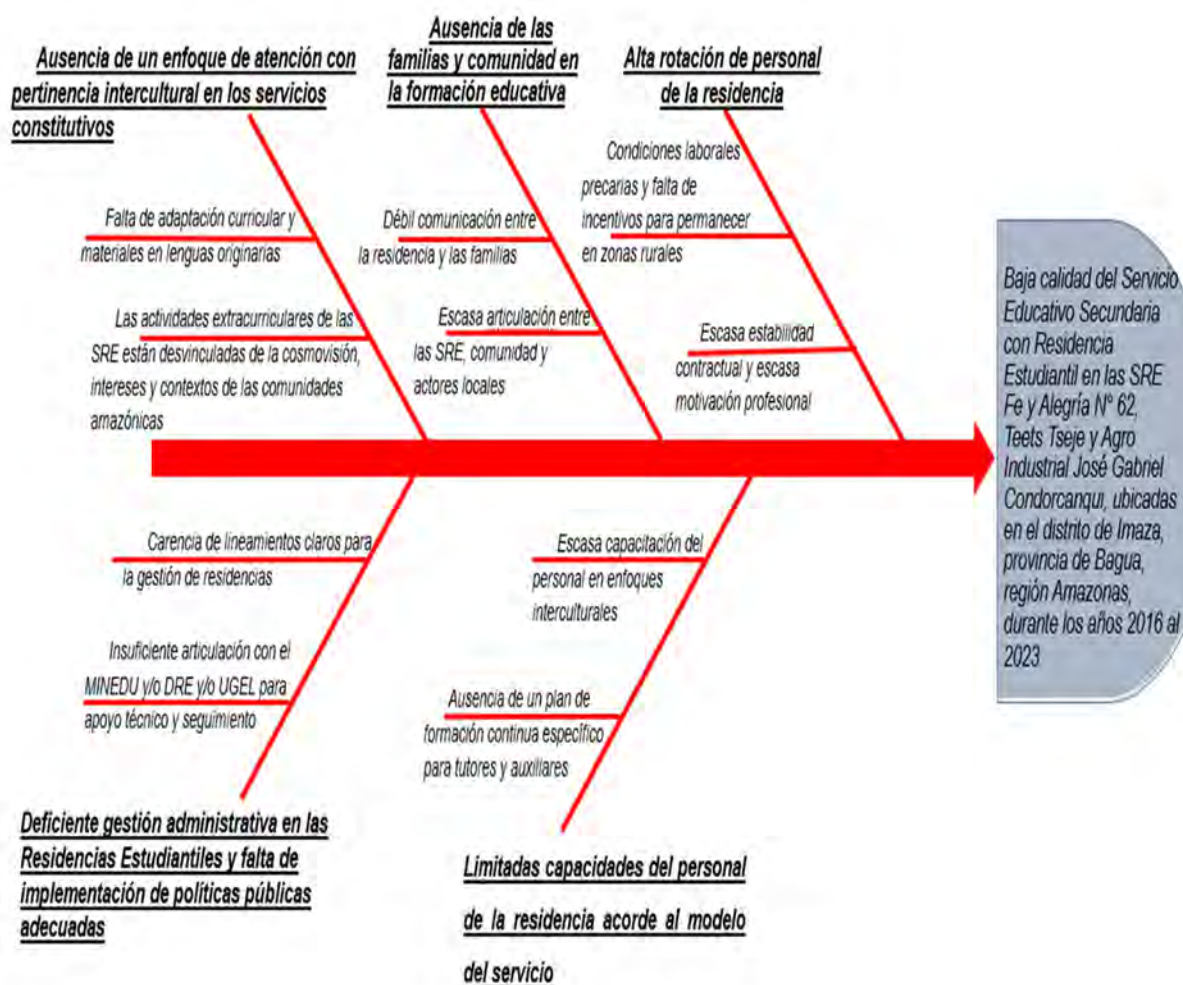 Ausencia de un enfoque de atención con
pertinencia intercultural en los servicios
constitutivos
Falta de adaptación curricular y
materiales en lenguas originarias
Las actividades extracurriculares de las
SRE están desvinculadas de la cosmovisión,
intereses y contextos de las comunidades
amazónicas
Ausencia de las
familias y comunidad en
la formación educativa
Débil comunicación entre
la residencia y las familias
Escasa articulación entre
las SRE, comunidad y
actores locales
Alta rotación de personal
de la residencia
Condiciones laborales
precarias y falta de
incentivos para permanecer
en zonas rurales
Escasa estabilidad
contractual y escasa
motivación profesional
Carencia de lineamientos claros para
la gestión de residencias
Insuficiente articulación con el
MINEDU y/o DRE y/o UGEL para
apoyo técnico y seguimiento
Deficiente gestión administrativa en las
Residencias Estudiantiles y falta de
implementación de políticas públicas
adecuadas
Escasa capacitación del
personal en enfoques
interculturales
Ausencia de un plan de
formación continua específico
para tutores y auxiliares
Limitadas capacidades del personal
de la residencia acorde al modelo
del servicio
Baja calidad del Servicio
Educativo Secundaria
con Residencia
Estudiantil en las SRE
Fe y Alegría N° 62,
Teets Tseje y Agro
Industrial José Gabriel
Condorcanqui, ubicadas
en el distrito de Imaza,
provincia de Bagua,
región Amazonas,
durante los años 2016 al
2023